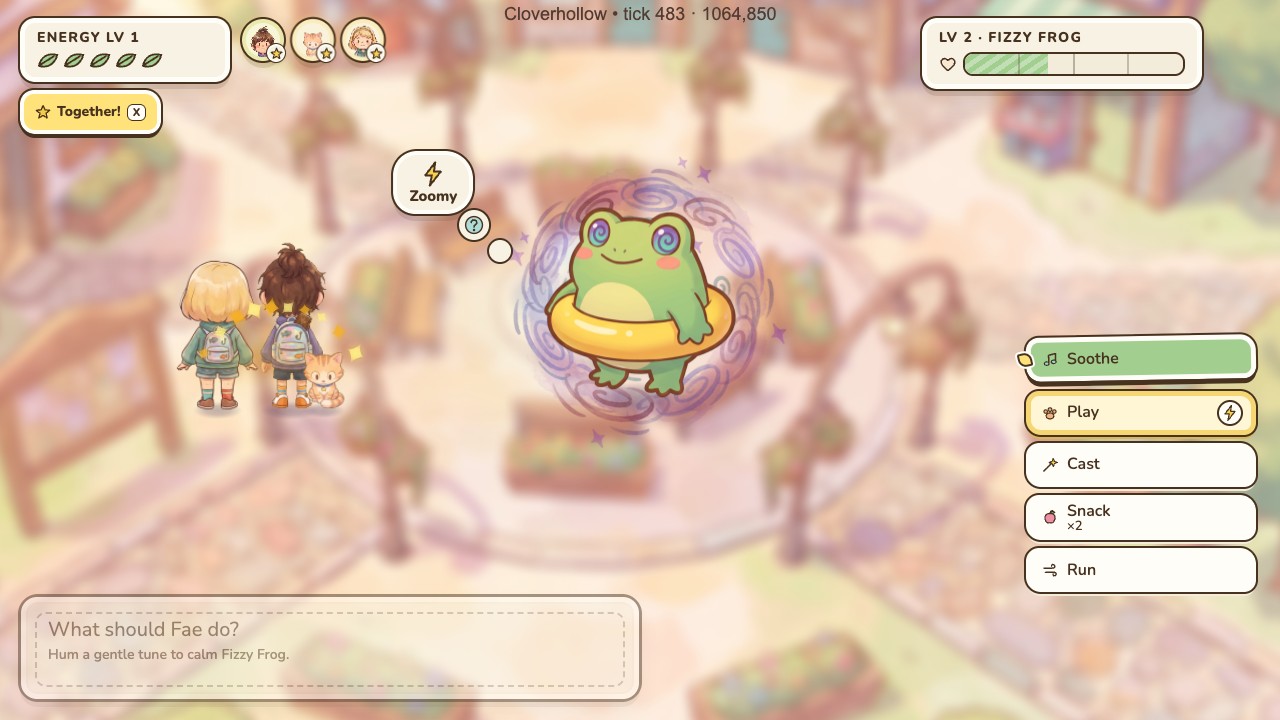 Cloverhollow • tick 483 · 1064,850
ENERGY LV 1
LV 2 · FIZZY FROG
Together! X
Zoomy
?
Soothe
Play
Cast
Snack
×2
Run
What should Fae do?
Hum a gentle tune to calm Fizzy Frog.